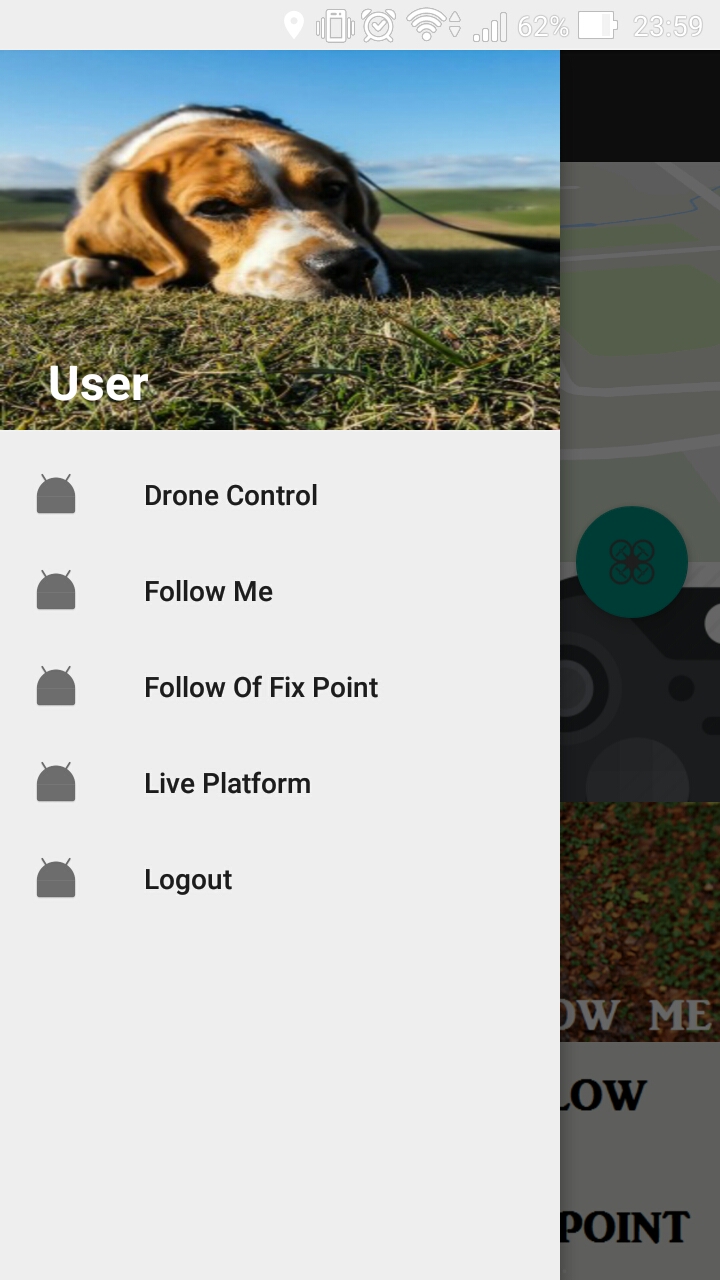 62% 23:59
User
Drone Control
Follow Me
Follow Of Fix Point
Live Platform
Logout
OW ME
LOW
POINT